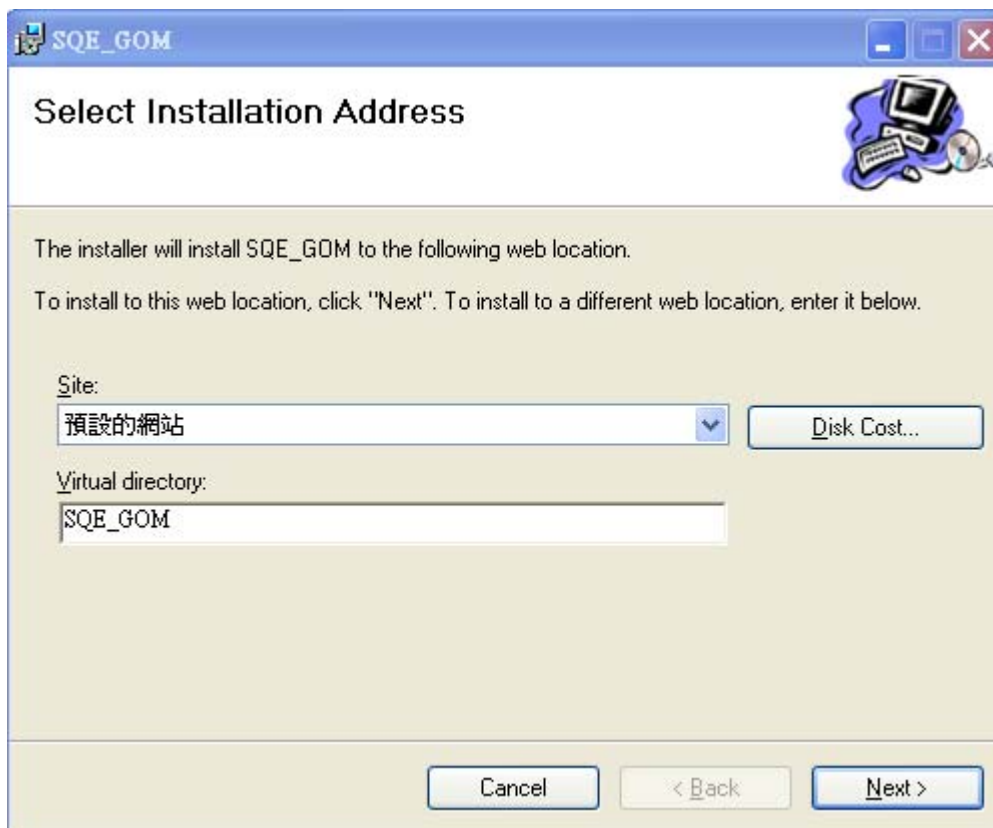 SQE_GOM
Select Installation Address
The installer will install SQE_GOM to the following web location.
To install to this web location, click "Next". To install to a different web location, enter it below.
Site:
預設的網站
Disk Cost...
Virtual directory:
SQE_GOM
Cancel
< Back
Next >